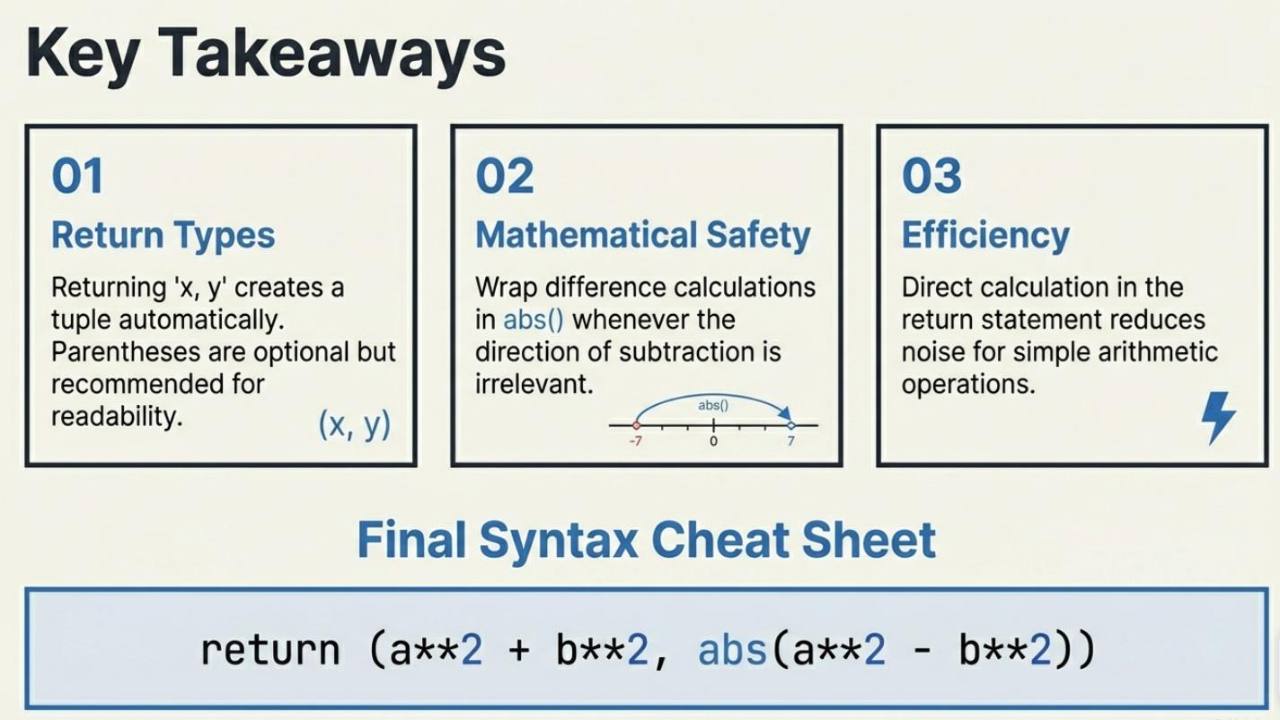 Key Takeaways
01
Return Types
Returning 'x, y' creates a
tuple automatically.
Parentheses are optional but
recommended for
readability.
(x, y)
02
Mathematical Safety
Wrap difference calculations
in abs() whenever the
direction of subtraction is
irrelevant.
abs()
-7 0 7
03
Efficiency
Direct calculation in the
return statement reduces
noise for simple arithmetic
operations.
Final Syntax Cheat Sheet
return (a**2 + b**2, abs(a**2 - b**2))